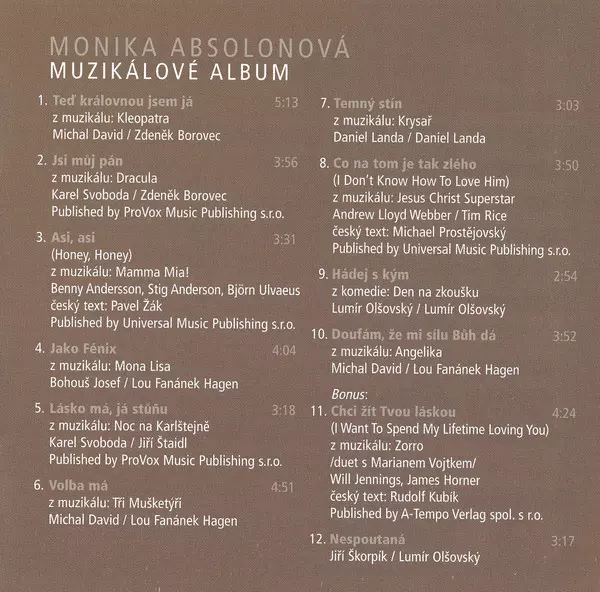 MONIKA ABSOLONOVÁ
MUZIKÁLOVÉ ALBUM
1. Teď královnou jsem já 5:13
z muzikálu: Kleopatra
Michal David / Zdeněk Borovec
2. Jsi můj pán 3:56
z muzikálu: Dracula
Karel Svoboda / Zdeněk Borovec
Published by ProVox Music Publishing s.r.o.
3. Asi, asi 3:31
(Honey, Honey)
z muzikálu: Mamma Mia!
Benny Andersson, Stig Anderson, Björn Ulvaeus
český text: Pavel Žák
Published by Universal Music Publishing s.r.o.
4. Jako Fénix 4:04
z muzikálu: Mona Lisa
Bohouš Josef / Lou Fanánek Hagen
5. Lásko má, já stůňu 3:18
z muzikálu: Noc na Karlštejně
Karel Svoboda / Jiří Štaidl
Published by ProVox Music Publishing s.r.o.
6. Volba má 4:51
z muzikálu: Tři Mušketýři
Michal David / Lou Fanánek Hagen
7. Temný stín 3:03
z muzikálu: Krysař
Daniel Landa / Daniel Landa
8. Co na tom je tak zlého 3:50
(I Don't Know How To Love Him)
z muzikálu: Jesus Christ Superstar
Andrew Lloyd Webber / Tim Rice
český text: Michael Prostějovský
Published by Universal Music Publishing s.r.o.
9. Hádej s kým 2:54
z komedie: Den na zkoušku
Lumír Olšovský / Lumír Olšovský
10. Doufám, že mi sílu Bůh dá 3:52
z muzikálu: Angelika
Michal David / Lou Fanánek Hagen
Bonus:
11. Chci žít Tvou láskou 4:24
(I Want To Spend My Lifetime Loving You)
z muzikálu: Zorro
/duet s Marianem Vojtkem/
Will Jennings, James Horner
český text: Rudolf Kubík
Published by A-Tempo Verlag spol. s r.o.
12. Nespoutaná 3:17
Jiří Škorpík / Lumír Olšovský